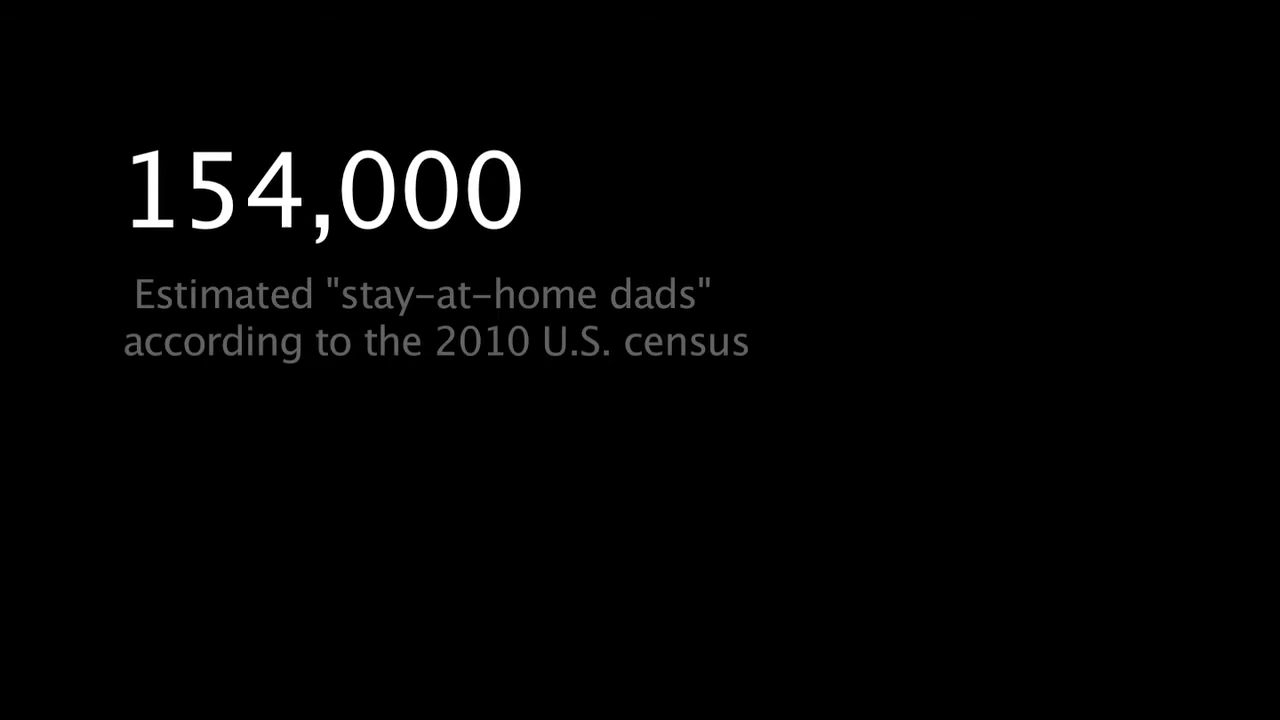 154,000
Estimated "stay-at-home dads"
according to the 2010 U.S. census